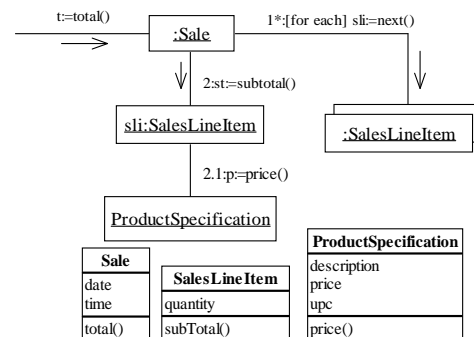 t:=total()
1*:[for each] sli:=next()
:Sale
2:st:=subtotal()
sli:SalesLineItem
:SalesLineItem
2.1:p:=price()
ProductSpecification
Sale
date
time
total()
SalesLineItem
quantity
subTotal()
ProductSpecification
description
price
upc
price()